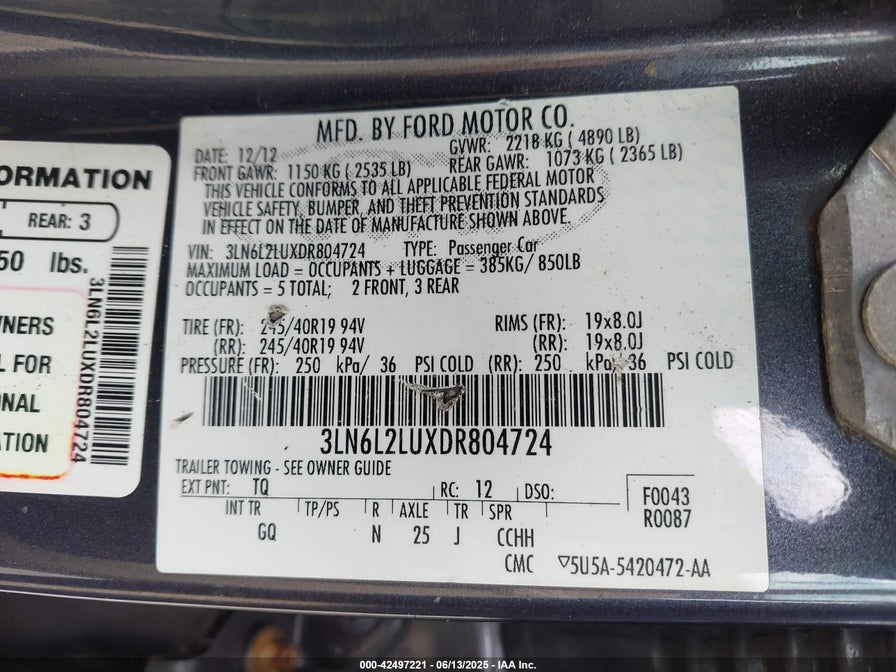 ORMATION
REAR: 3
50 lbs.
WNERS
L FOR
ONAL
ATION
3LN6L2LUXDR804724
MFD. BY FORD MOTOR CO.
DATE: 12/12 GVWR: 2218 KG ( 4890 LB)
FRONT GAWR: 1150 KG ( 2535 LB) REAR GAWR: 1073 KG ( 2365 LB)
THIS VEHICLE CONFORMS TO ALL APPLICABLE FEDERAL MOTOR
VEHICLE SAFETY, BUMPER, AND THEFT PREVENTION STANDARDS
IN EFFECT ON THE DATE OF MANUFACTURE SHOWN ABOVE.
VIN: 3LN6L2LUXDR804724 TYPE: Passenger Car
MAXIMUM LOAD = OCCUPANTS + LUGGAGE = 385KG/ 850LB
OCCUPANTS = 5 TOTAL; 2 FRONT, 3 REAR
TIRE (FR): 245/40R19 94V RIMS (FR): 19x8.0J
(RR): 245/40R19 94V (RR): 19x8.0J
PRESSURE (FR): 250 kPa/ 36 PSI COLD (RR): 250 kPa/ 36 PSI COLD
3LN6L2LUXDR804724
TRAILER TOWING - SEE OWNER GUIDE
EXT PNT: TQ RC: 12 DSO: F0043
INT TR TP/PS R AXLE TR SPR R0087
GQ N 25 J CCHH
CMC ▽5U5A-5420472-AA
000-42497221 - 06/13/2025 - IAA Inc.